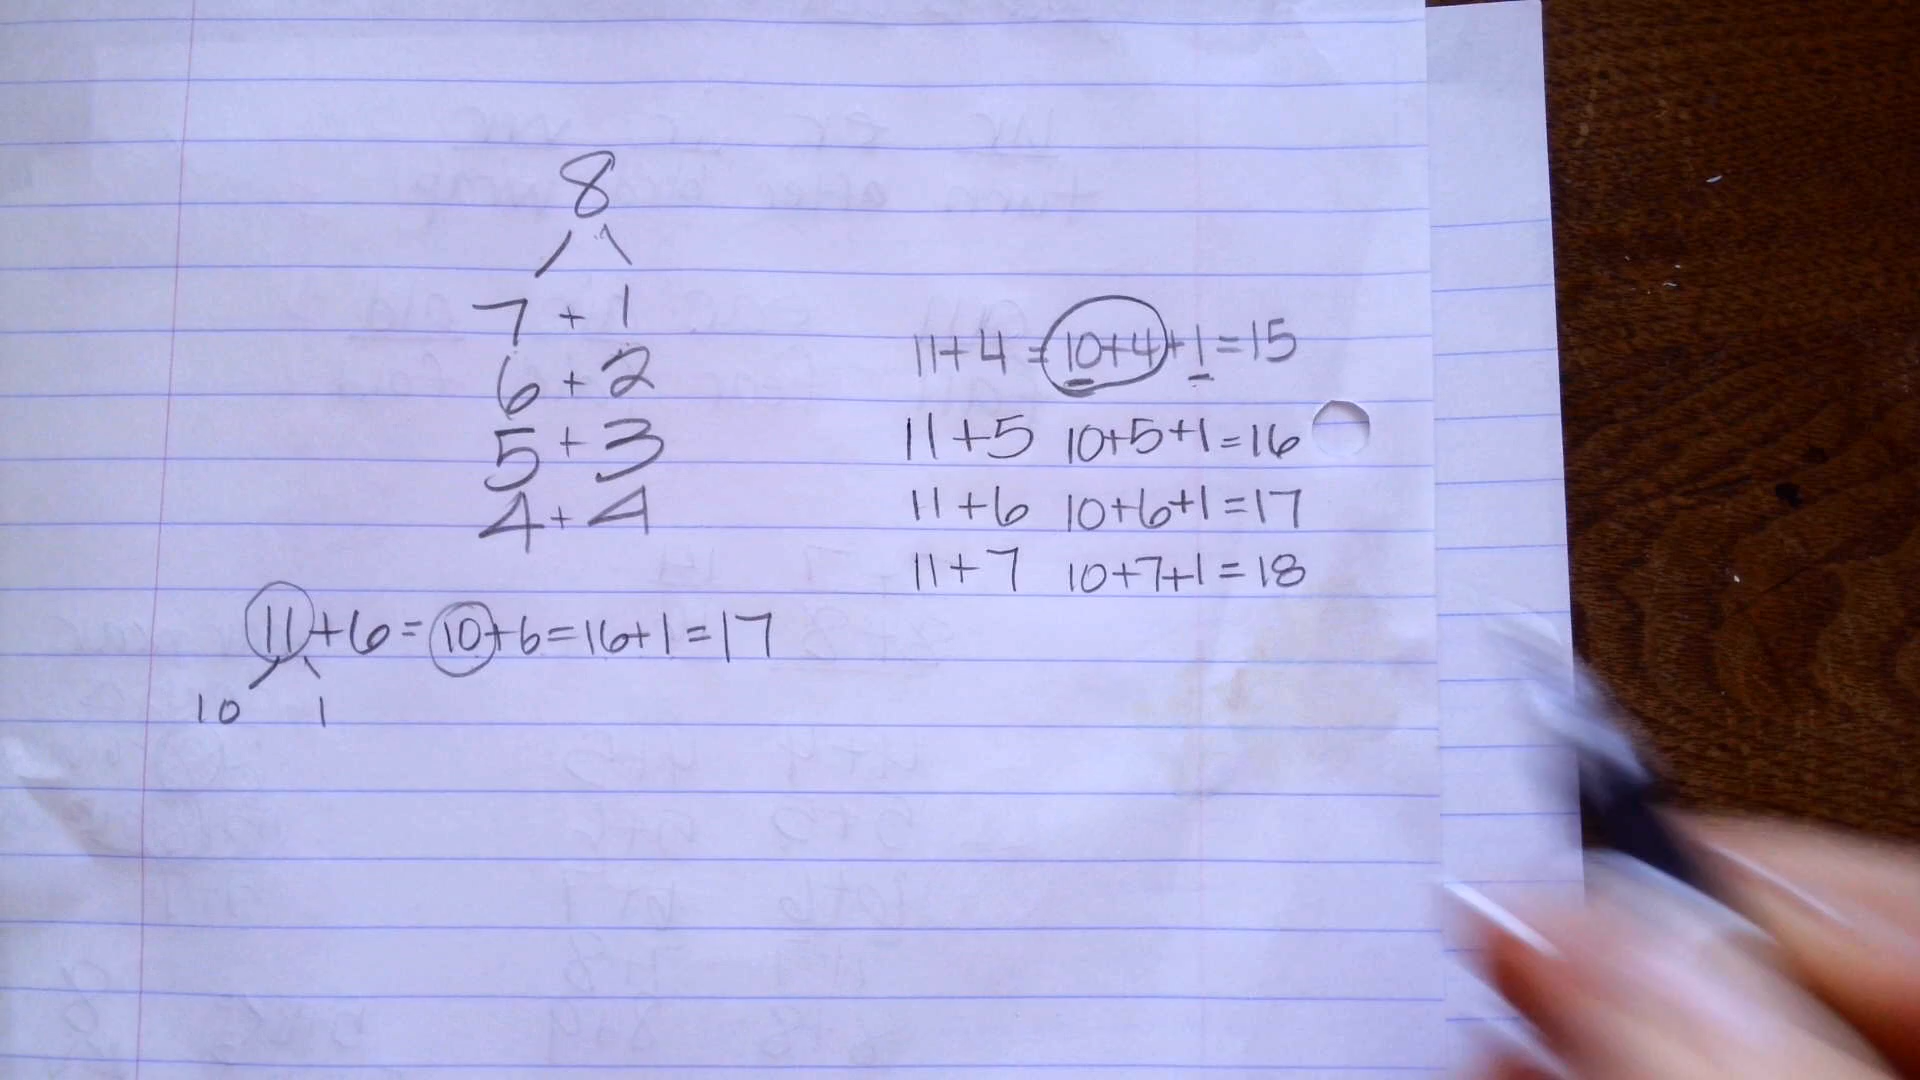 8
7 + 1
6 + 2
5 + 3
4 + 4
11+4 = 10+4+1=15
11+5 10+5+1=16
11+6 10+6+1=17
11+7 10+7+1=18
11+6=10+6=16+1=17
10 1